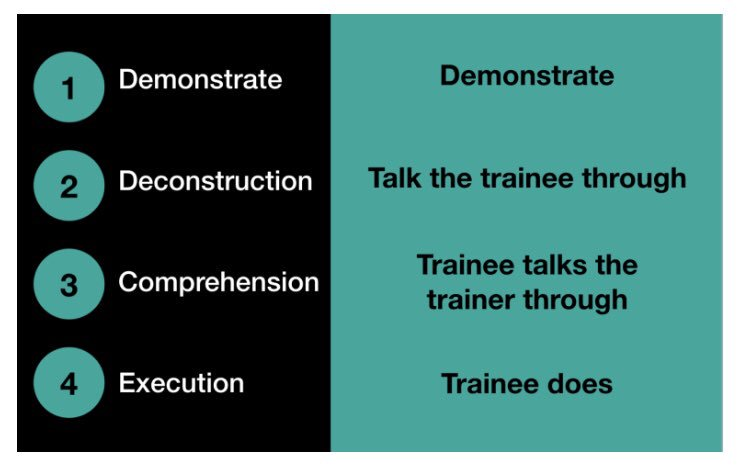 1 Demonstrate Demonstrate
2 Deconstruction Talk the trainee through
3 Comprehension Trainee talks the
trainer through
4 Execution Trainee does